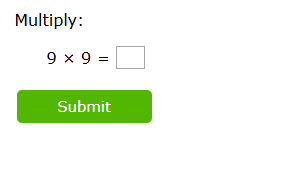 Multiply:
9 × 9 =
Submit